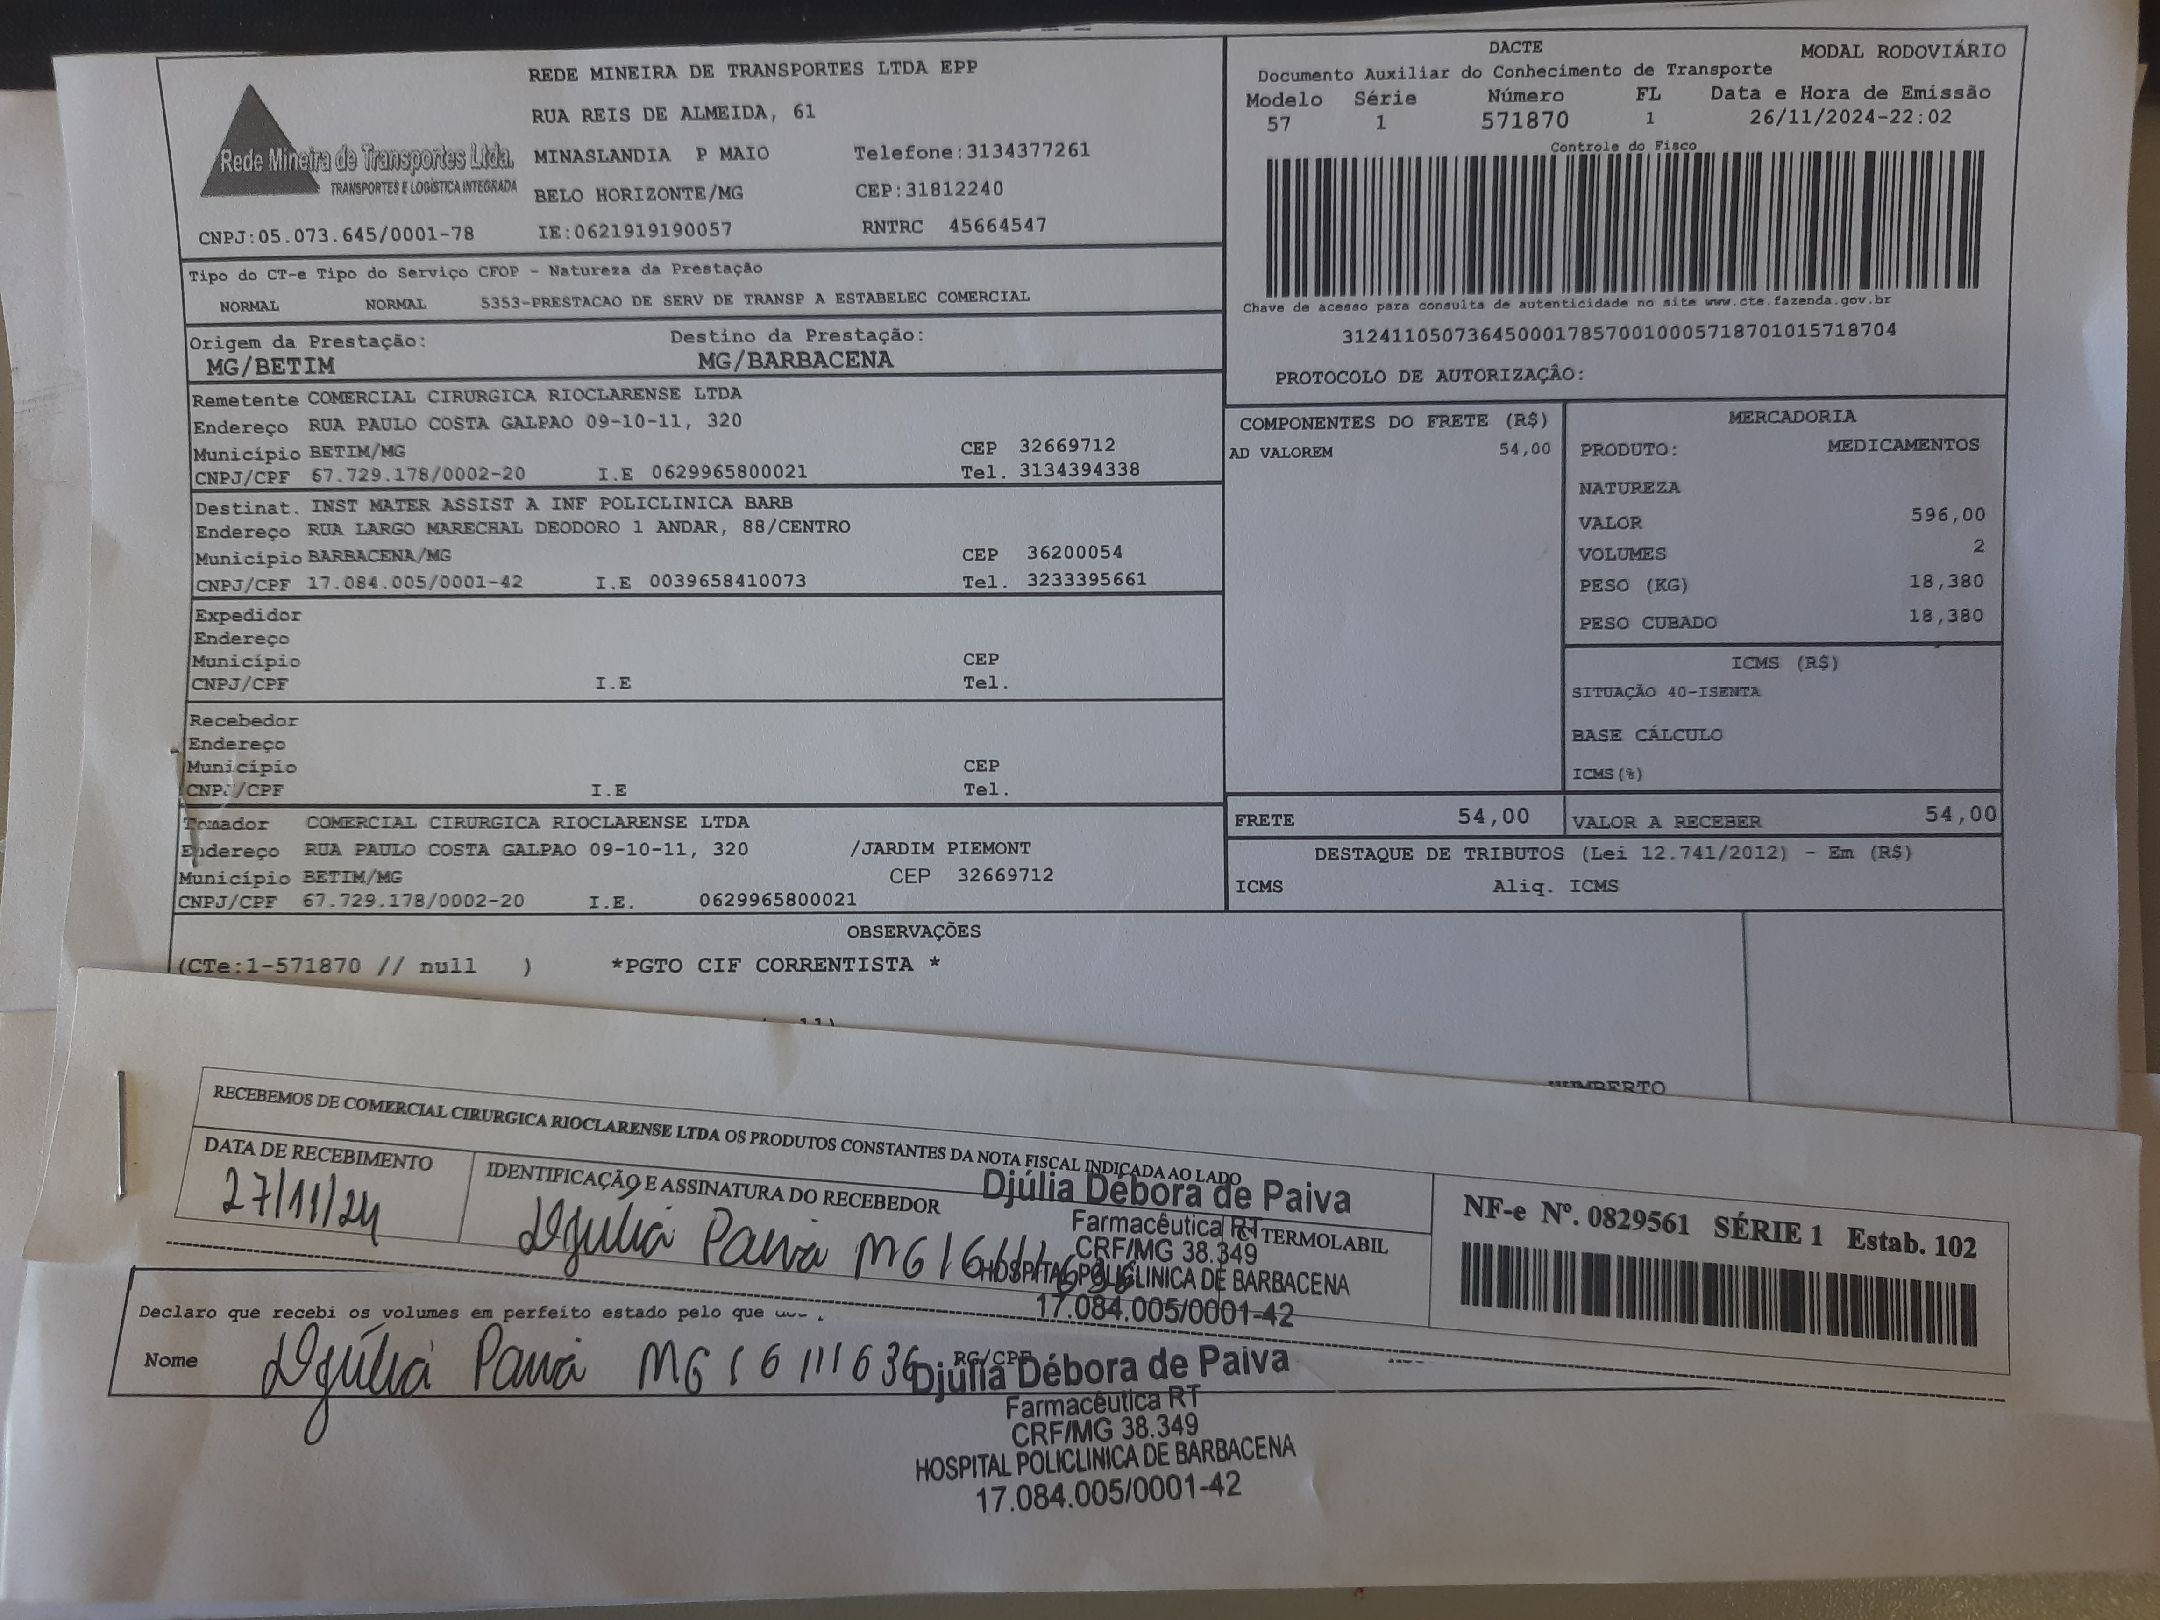 REDE MINEIRA DE TRANSPORTES LTDA EPP
RUA REIS DE ALMEIDA, 61
Rede Mineira de Transportes Ltda.
TRANSPORTES E LOGÍSTICA INTEGRADA
MINASLANDIA P MAIO Telefone:3134377261
BELO HORIZONTE/MG CEP:31812240
CNPJ:05.073.645/0001-78 IE:0621919190057 RNTRC 45664547
DACTE MODAL RODOVIÁRIO
Documento Auxiliar do Conhecimento de Transporte
Modelo Série Número FL Data e Hora de Emissão
57 1 571870 1 26/11/2024-22:02
Controle do Fisco
Chave de acesso para consulta de autenticidade no site www.cte.fazenda.gov.br
31241105073645000178570010005718701015718704
PROTOCOLO DE AUTORIZAÇÃO:
Tipo do CT-e Tipo do Serviço CFOP - Natureza da Prestação
NORMAL NORMAL 5353-PRESTACAO DE SERV DE TRANSP A ESTABELEC COMERCIAL
Origem da Prestação: Destino da Prestação:
MG/BETIM MG/BARBACENA
Remetente COMERCIAL CIRURGICA RIOCLARENSE LTDA
Endereço RUA PAULO COSTA GALPAO 09-10-11, 320
Município BETIM/MG CEP 32669712
CNPJ/CPF 67.729.178/0002-20 I.E 0629965800021 Tel. 3134394338
Destinat. INST MATER ASSIST A INF POLICLINICA BARB
Endereço RUA LARGO MARECHAL DEODORO 1 ANDAR, 88/CENTRO
Município BARBACENA/MG CEP 36200054
CNPJ/CPF 17.084.005/0001-42 I.E 0039658410073 Tel. 3233395661
Expedidor
Endereço
Município CEP
CNPJ/CPF I.E Tel.
Recebedor
Endereço
Município CEP
CNPJ/CPF I.E Tel.
Tomador COMERCIAL CIRURGICA RIOCLARENSE LTDA
Endereço RUA PAULO COSTA GALPAO 09-10-11, 320 /JARDIM PIEMONT
Município BETIM/MG CEP 32669712
CNPJ/CPF 67.729.178/0002-20 I.E. 0629965800021
COMPONENTES DO FRETE (R$)
AD VALOREM 54,00
MERCADORIA
PRODUTO: MEDICAMENTOS
NATUREZA
VALOR 596,00
VOLUMES 2
PESO (KG) 18,380
PESO CUBADO 18,380
ICMS (R$)
SITUAÇÃO 40-ISENTA
BASE CÁLCULO
ICMS(%)
FRETE 54,00 VALOR A RECEBER 54,00
DESTAQUE DE TRIBUTOS (Lei 12.741/2012) - Em (R$)
ICMS Aliq. ICMS
OBSERVAÇÕES
(CTe:1-571870 // null ) *PGTO CIF CORRENTISTA *
RECEBEMOS DE COMERCIAL CIRURGICA RIOCLARENSE LTDA OS PRODUTOS CONSTANTES DA NOTA FISCAL INDICADA AO LADO
DATA DE RECEBIMENTO IDENTIFICAÇÃO E ASSINATURA DO RECEBEDOR
27/11/24 Djulia Paiva MG
TERMOLABIL
Djúlia Débora de Paiva
Farmacêutica RT
CRF/MG 38.349
HOSPITAL POLICLINICA DE BARBACENA
17.084.005/0001-42
NF-e Nº. 0829561 SÉRIE 1 Estab. 102
Declaro que recebi os volumes em perfeito estado pelo que
Nome Djúlia Paiva MG 16 111 636 RG/CPF
Djúlia Débora de Paiva
Farmacêutica RT
CRF/MG 38.349
HOSPITAL POLICLINICA DE BARBACENA
17.084.005/0001-42